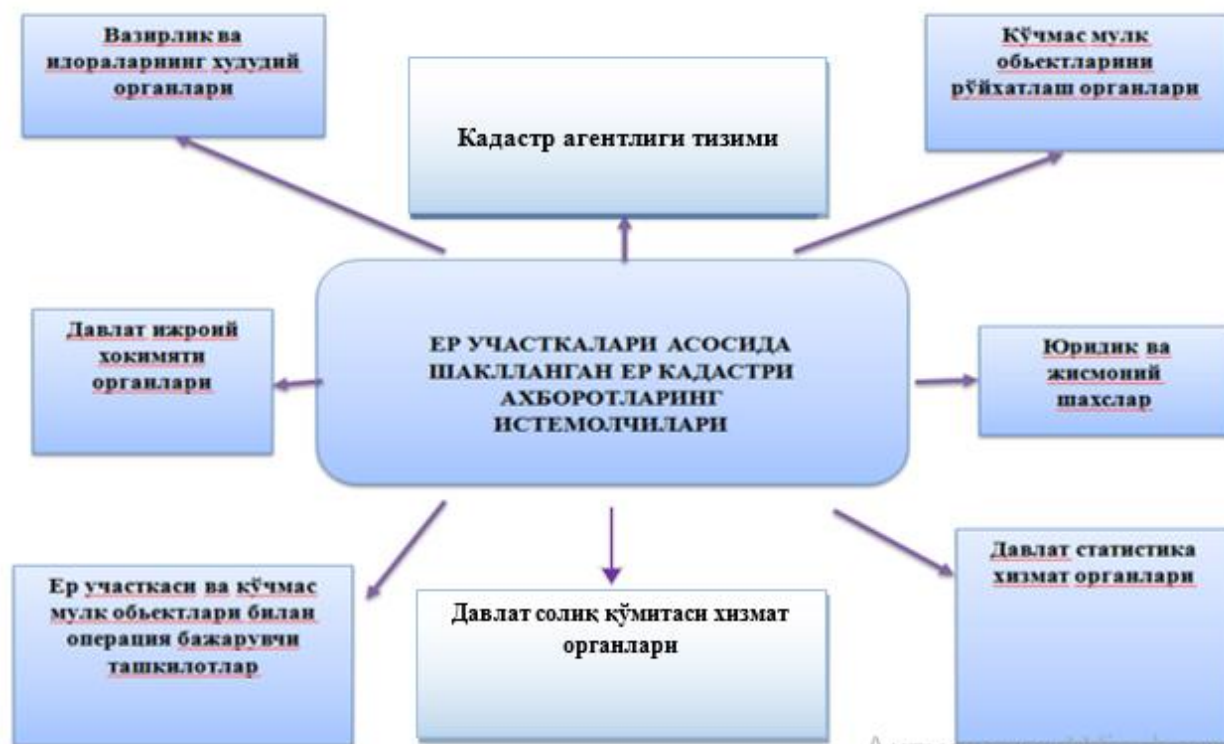 Вазирлик ва
идораларнинг худудий
органлари
Кадастр агентлиги тизими
Кўчмас мулк
обьектларини
рўйхатлаш органлари
Давлат ижроий
хокимяти
органлари
ЕР УЧАСТКАЛАРИ АСОСИДА
ШАКЛЛАНГАН ЕР КАДАСТРИ
АХБОРОТЛАРИНГ
ИСТЕМОЛЧИЛАРИ
Юридик ва
жисмоний
шахслар
Ер участкаси ва кўчмас
мулк обьектлари билан
операция бажарувчи
ташкилотлар
Давлат солиқ қўмитаси хизмат
органлари
Давлат статистика
хизмат органлари